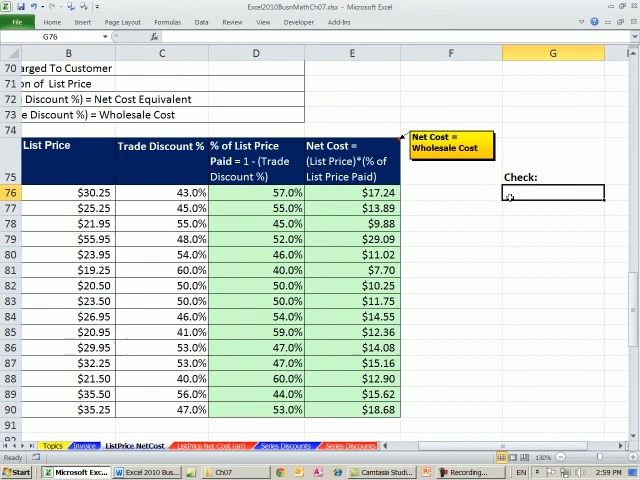 Excel2010BusnMathCh07.xlsx - Microsoft Excel
File Home Insert Page Layout Formulas Data Review View Developer Add-Ins
G76 fx
B C D E F G
70 arged To Customer
71 on of List Price
72 Discount %) = Net Cost Equivalent
73 e Discount %) = Wholesale Cost
74
75 List Price Trade Discount % % of List Price Paid = 1 - (Trade Discount %) Net Cost = (List Price)*(% of List Price Paid) Check:
Net Cost =
Wholesale Cost
76 $30.25 43.0% 57.0% $17.24
77 $25.25 45.0% 55.0% $13.89
78 $21.95 55.0% 45.0% $9.88
79 $55.95 48.0% 52.0% $29.09
80 $23.95 54.0% 46.0% $11.02
81 $19.25 60.0% 40.0% $7.70
82 $20.50 50.0% 50.0% $10.25
83 $23.50 50.0% 50.0% $11.75
84 $26.95 46.0% 54.0% $14.55
85 $20.95 41.0% 59.0% $12.36
86 $29.95 53.0% 47.0% $14.08
87 $32.25 53.0% 47.0% $15.16
88 $21.50 40.0% 60.0% $12.90
89 $35.50 56.0% 44.0% $15.62
90 $35.25 47.0% 53.0% $18.68
91
Topics Invoice ListPrice NetCost ListPrice Net Cost (an) Series Discounts Series Discounts
130%
Start Microsoft Exc... Excel 2010 Busn... Ch07 Camtasia Studi... Recording... EN 2:59 PM